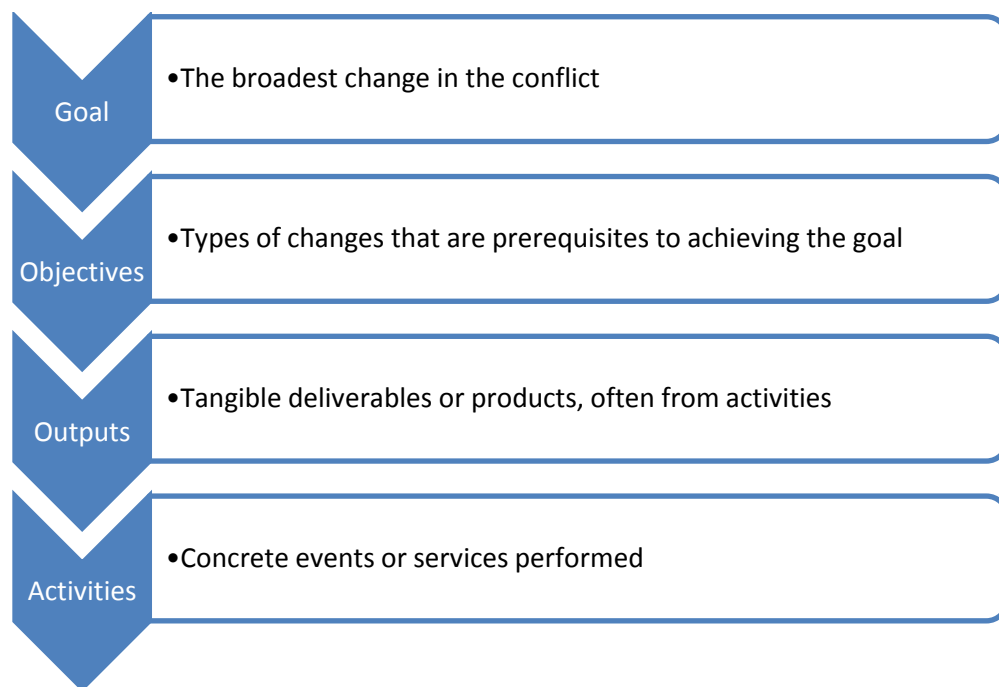 Goal
•The broadest change in the conflict
Objectives
•Types of changes that are prerequisites to achieving the goal
Outputs
•Tangible deliverables or products, often from activities
Activities
•Concrete events or services performed